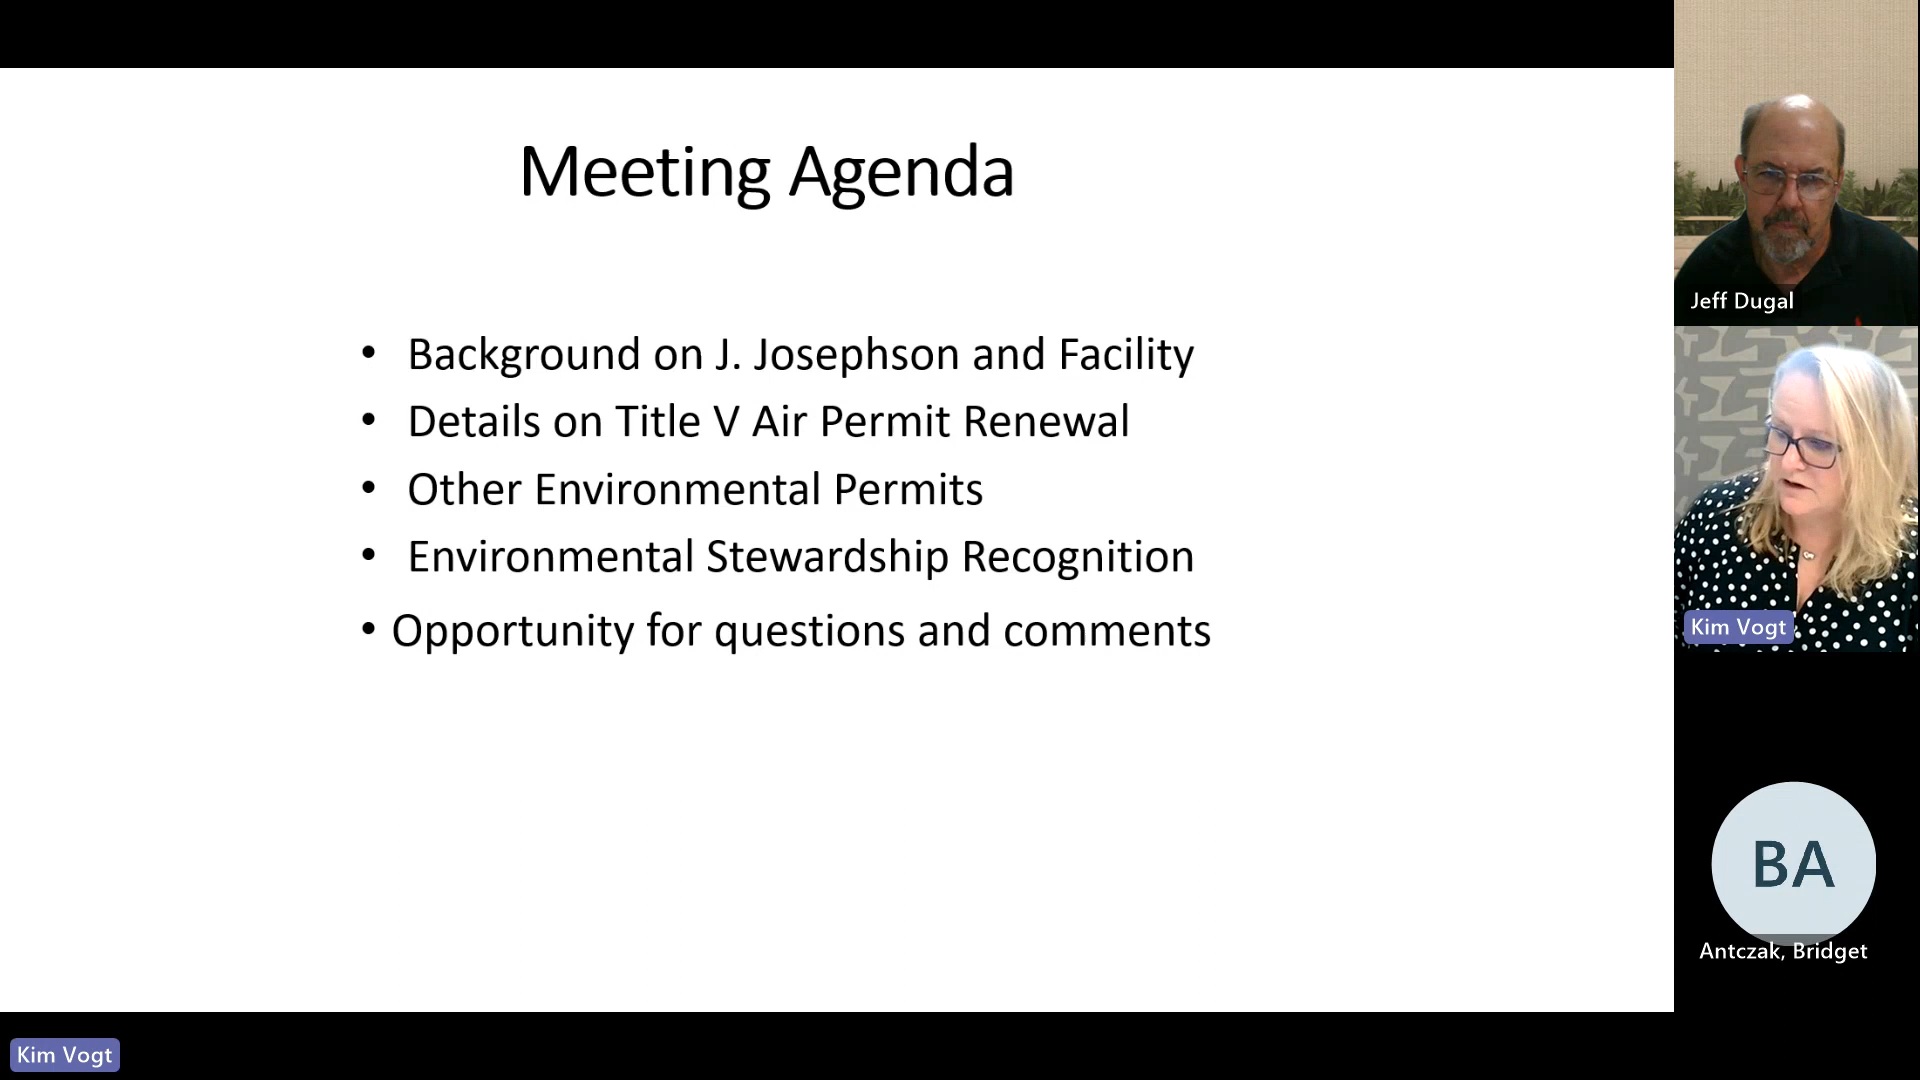 Meeting Agenda
• Background on J. Josephson and Facility
• Details on Title V Air Permit Renewal
• Other Environmental Permits
• Environmental Stewardship Recognition
• Opportunity for questions and comments
Jeff Dugal
Kim Vogt
BA
Antczak, Bridget
Kim Vogt